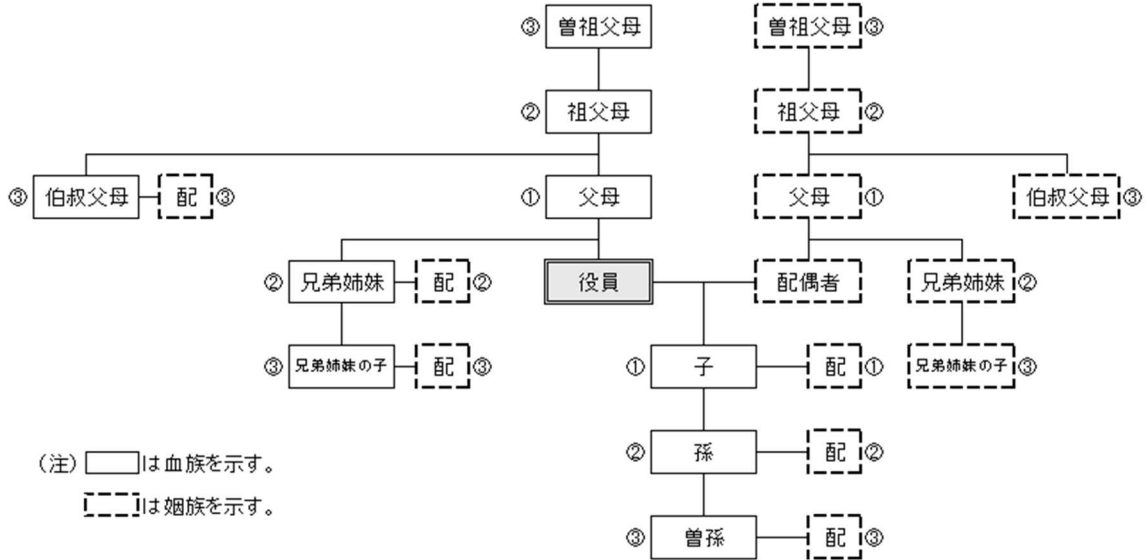 ③ 曽祖父母 曽祖父母 ③
② 祖父母 祖父母 ②
③ 伯叔父母 配 ③ ① 父母 父母 ① 伯叔父母 ③
② 兄弟姉妹 配 ② 役員 配偶者 兄弟姉妹 ②
③ 兄弟姉妹の子 配 ③ ① 子 配 ① 兄弟姉妹の子 ③
② 孫 配 ②
(注) は血族を示す。
は姻族を示す。
③ 曽孫 配 ③